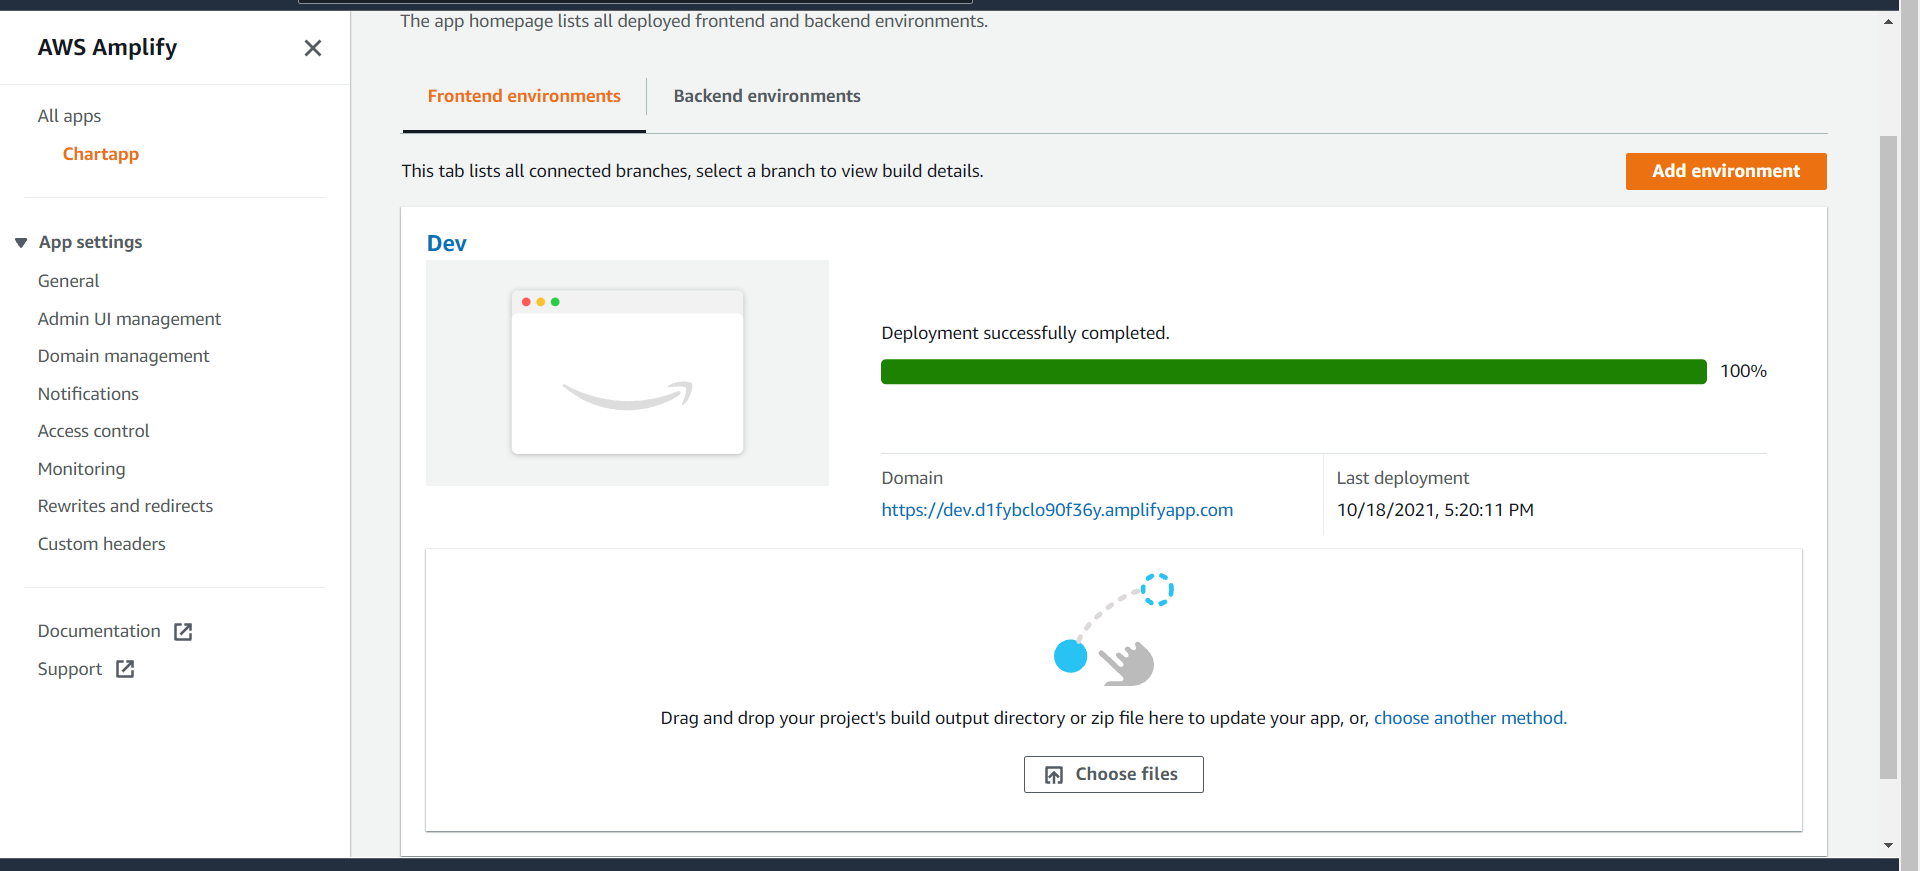 The app homepage lists all deployed frontend and backend environments.
AWS Amplify
All apps
Chartapp
App settings
General
Admin UI management
Domain management
Notifications
Access control
Monitoring
Rewrites and redirects
Custom headers
Documentation
Support
Frontend environments
Backend environments
This tab lists all connected branches, select a branch to view build details.
Add environment
Dev
Deployment successfully completed.
100%
Domain
https://dev.d1fybclo90f36y.amplifyapp.com
Last deployment
10/18/2021, 5:20:11 PM
Drag and drop your project's build output directory or zip file here to update your app, or, choose another method.
Choose files